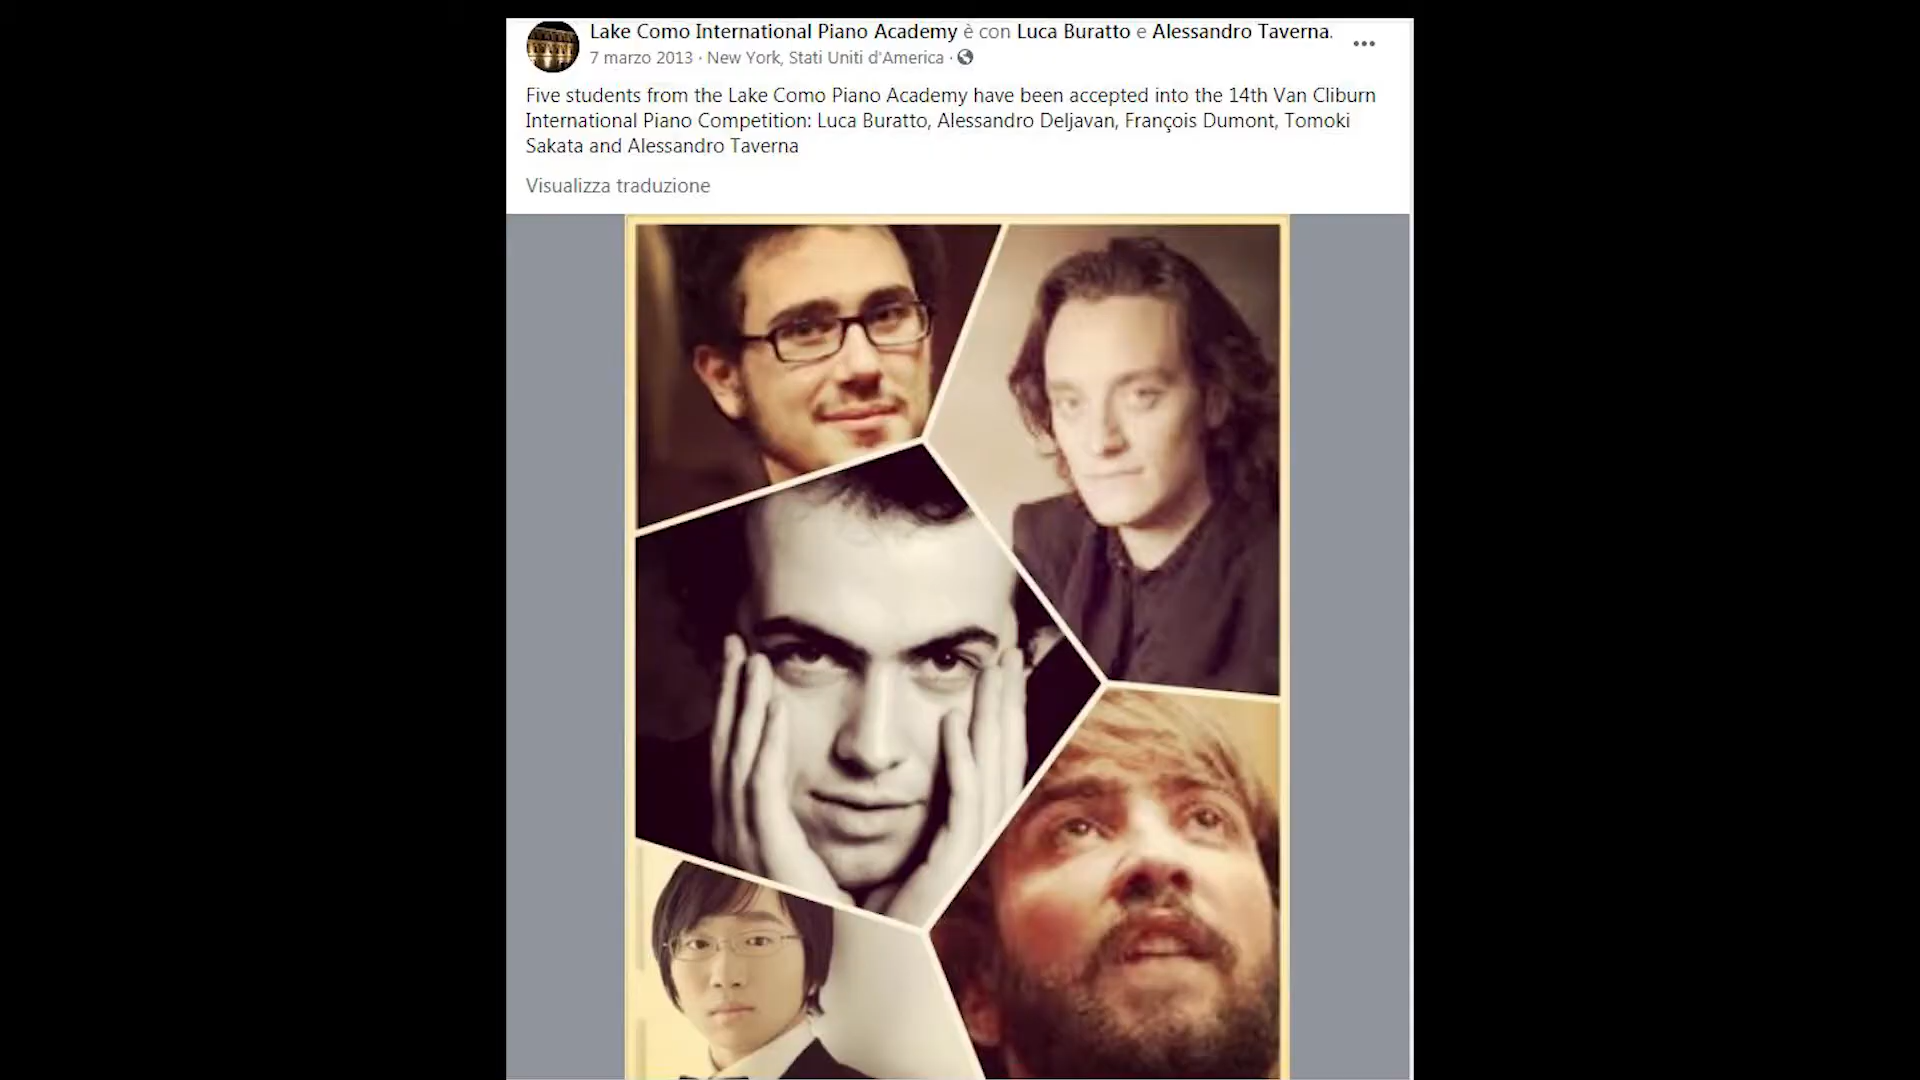 Lake Como International Piano Academy è con Luca Buratto e Alessandro Taverna.
7 marzo 2013 · New York, Stati Uniti d'America ·
Five students from the Lake Como Piano Academy have been accepted into the 14th Van Cliburn
International Piano Competition: Luca Buratto, Alessandro Deljavan, François Dumont, Tomoki
Sakata and Alessandro Taverna
Visualizza traduzione